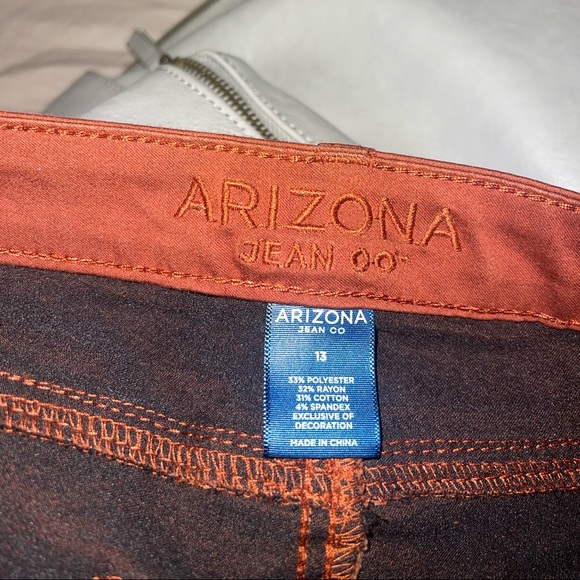 ARIZONA
JEAN CO™
ARIZONA
JEAN CO
13
33% POLYESTER
32% RAYON
31% COTTON
4% SPANDEX
EXCLUSIVE OF
DECORATION
MADE IN CHINA